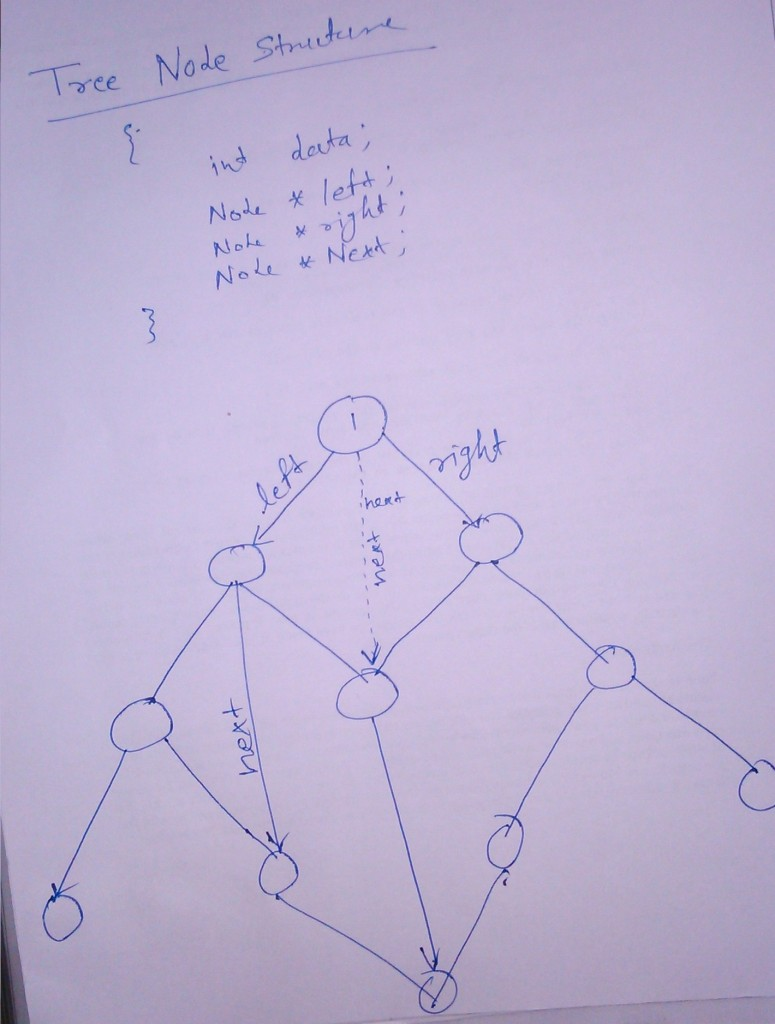 Tree Node Structure
{
int data;
Node * left;
Node * right;
Node * Next;
}
1
left
right
next
next
next